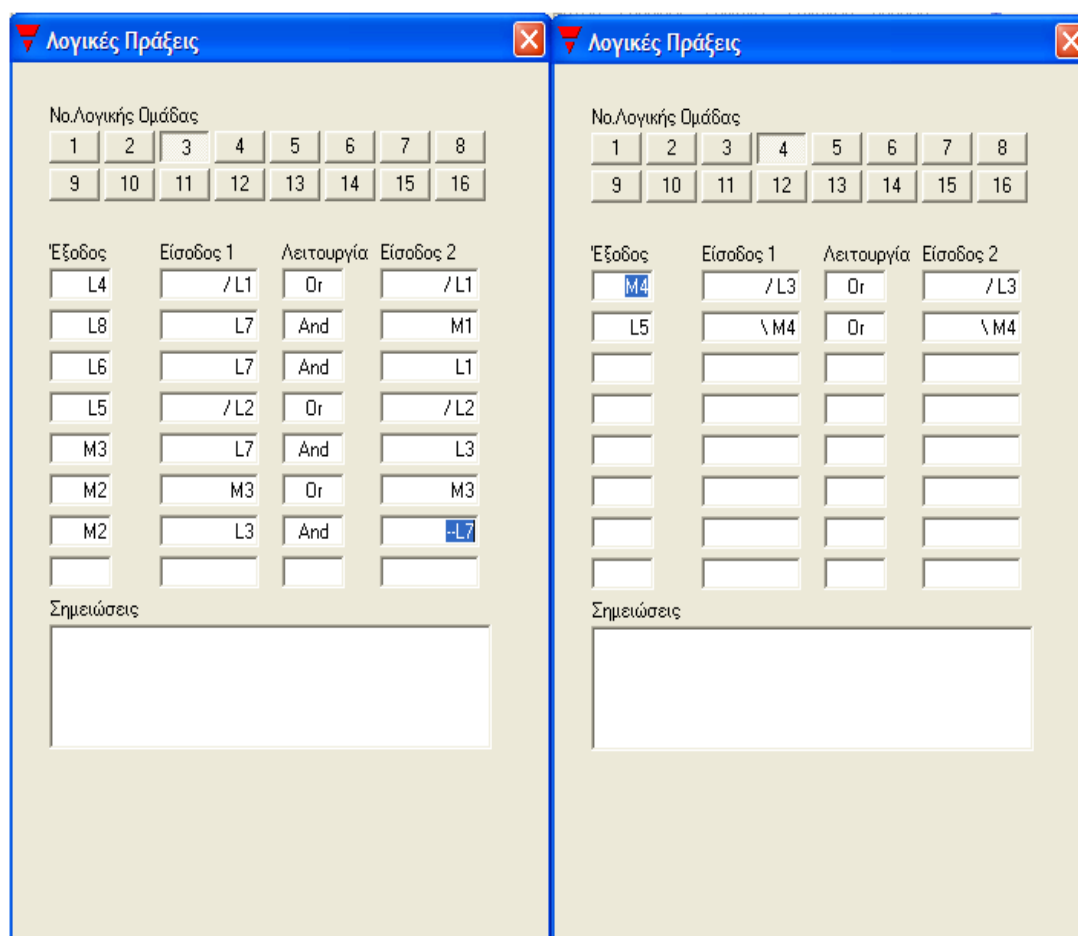 Λογικές Πράξεις
No.Λογικής Ομάδας
1 2 3 4 5 6 7 8
9 10 11 12 13 14 15 16
Έξοδος Είσοδος 1 Λειτουργία Είσοδος 2
L4 / L1 Or / L1
L8 L7 And M1
L6 L7 And L1
L5 / L2 Or / L2
M3 L7 And L3
M2 M3 Or M3
M2 L3 And --L7
Σημειώσεις
Λογικές Πράξεις
No.Λογικής Ομάδας
1 2 3 4 5 6 7 8
9 10 11 12 13 14 15 16
Έξοδος Είσοδος 1 Λειτουργία Είσοδος 2
M4 / L3 Or / L3
L5 \ M4 Or \ M4
Σημειώσεις